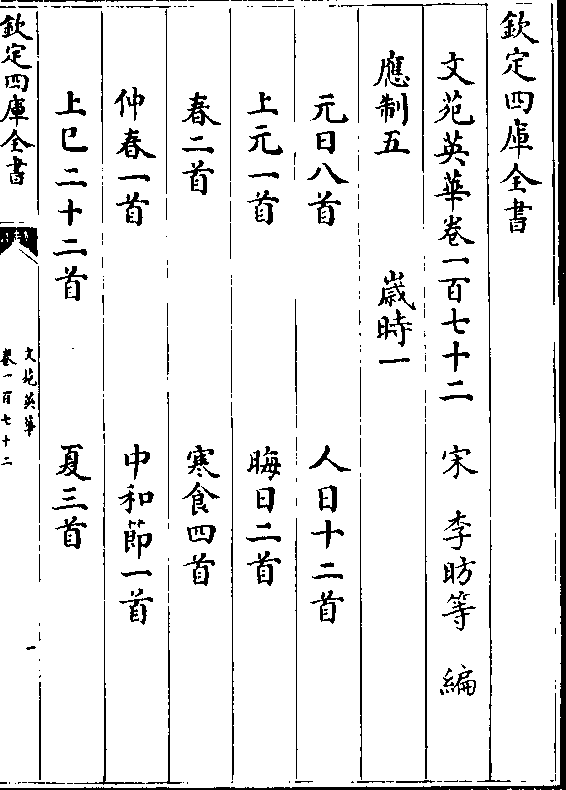 欽定四庫全書
文苑英華卷一百七十二　宋　李昉等　編
應制五　歲時一
元日八首　人日十二首
上元一首　晦日二首
春二首　寒食四首
仲春一首　中和節一首
上巳二十二首　夏三首
欽定四庫全書
文苑英華
卷一百七十二
一